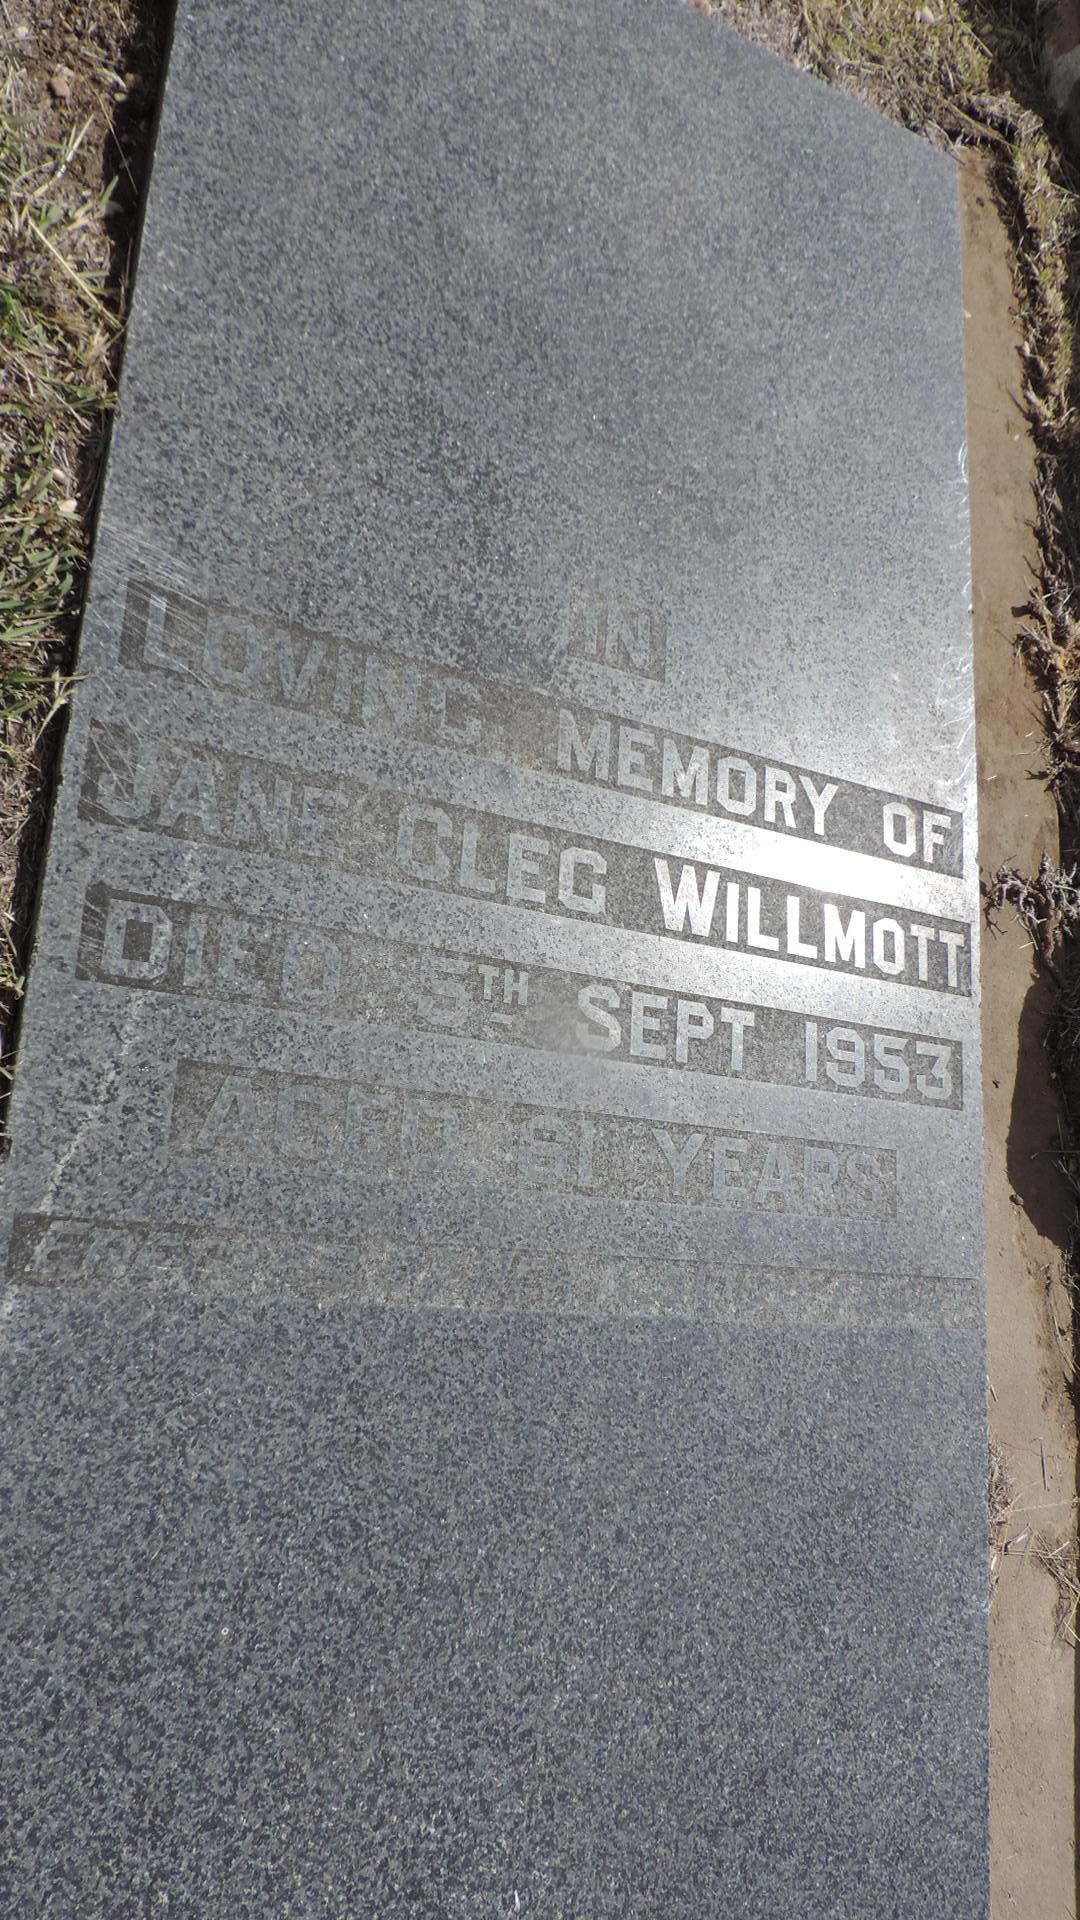 IN
LOVING MEMORY OF
JANE CLEG WILLMOTT
DIED 5TH SEPT 1953
AGED 81 YEARS